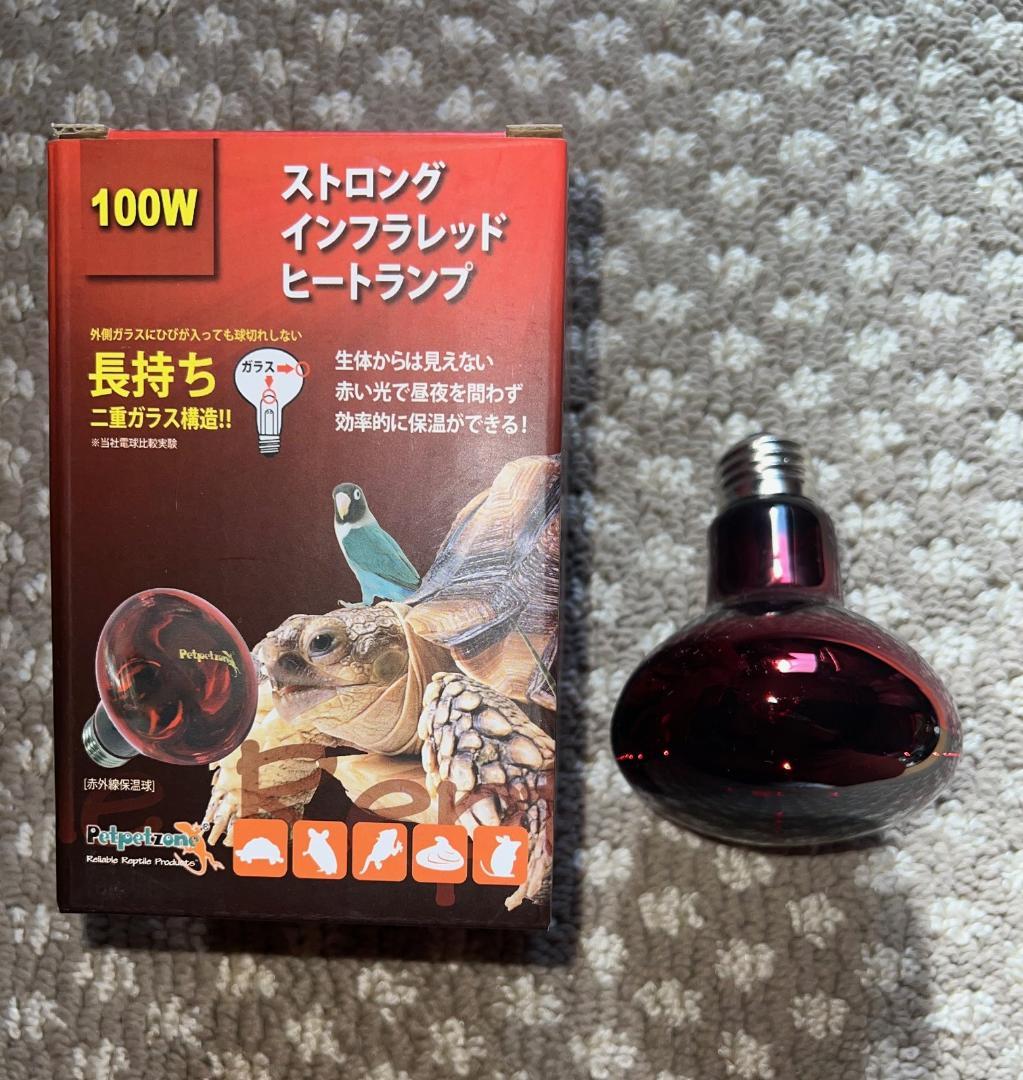 100W
ストロング
インフラレッド
ヒートランプ
外側ガラスにひびが入っても球切れしない
長持ち
二重ガラス構造!!
※当社電球比較実験
ガラス
生体からは見えない
赤い光で昼夜を問わず
効率的に保温ができる!
Petpetzone
[赤外線保温球]
Petpetzone®
Reliable Reptile Products